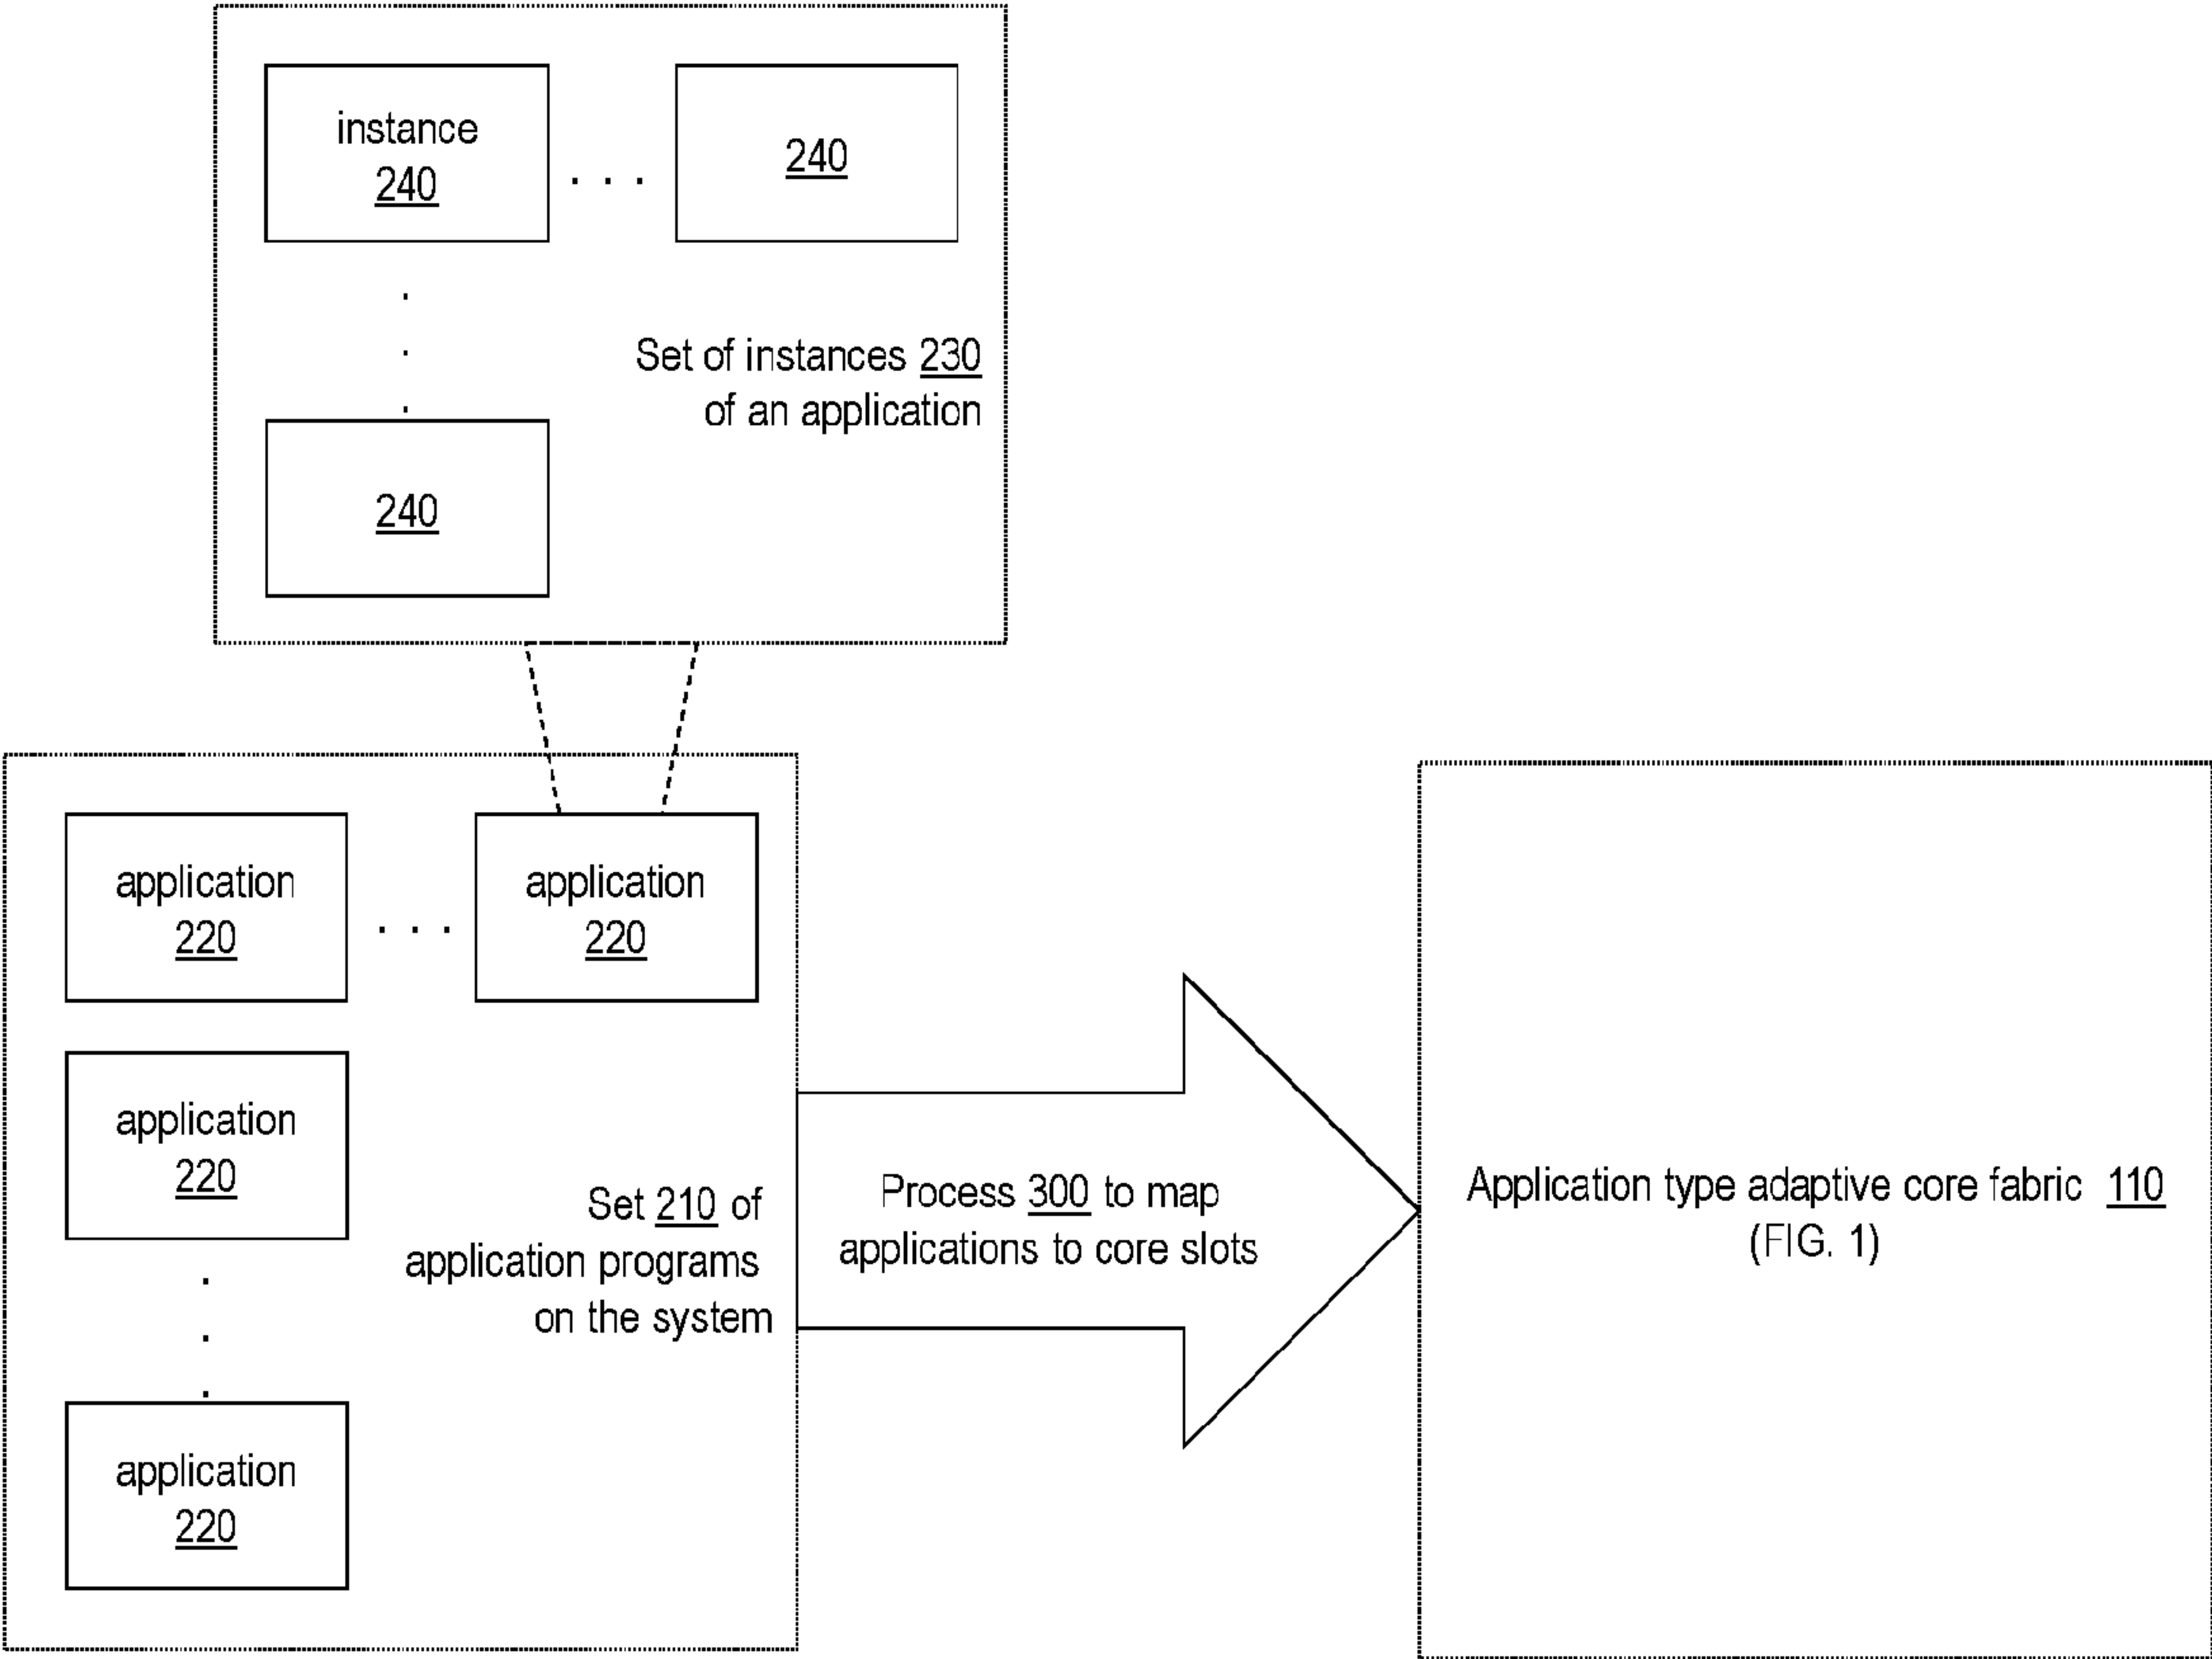 instance
240
. . .
240
.
.
.
Set of instances 230
of an application
240
application
220
. . .
application
220
application
220
Set 210 of
application programs
on the system
.
.
.
application
220
Process 300 to map
applications to core slots
Application type adaptive core fabric 110
(FIG. 1)